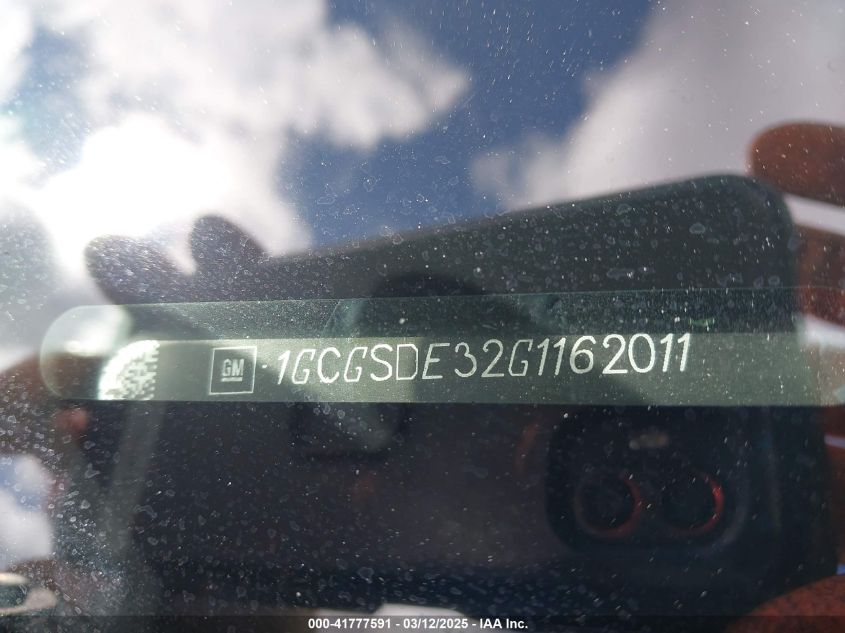 GM 1GCGSDE32G1162011
000-41777591 - 03/12/2025 - IAA, Inc.